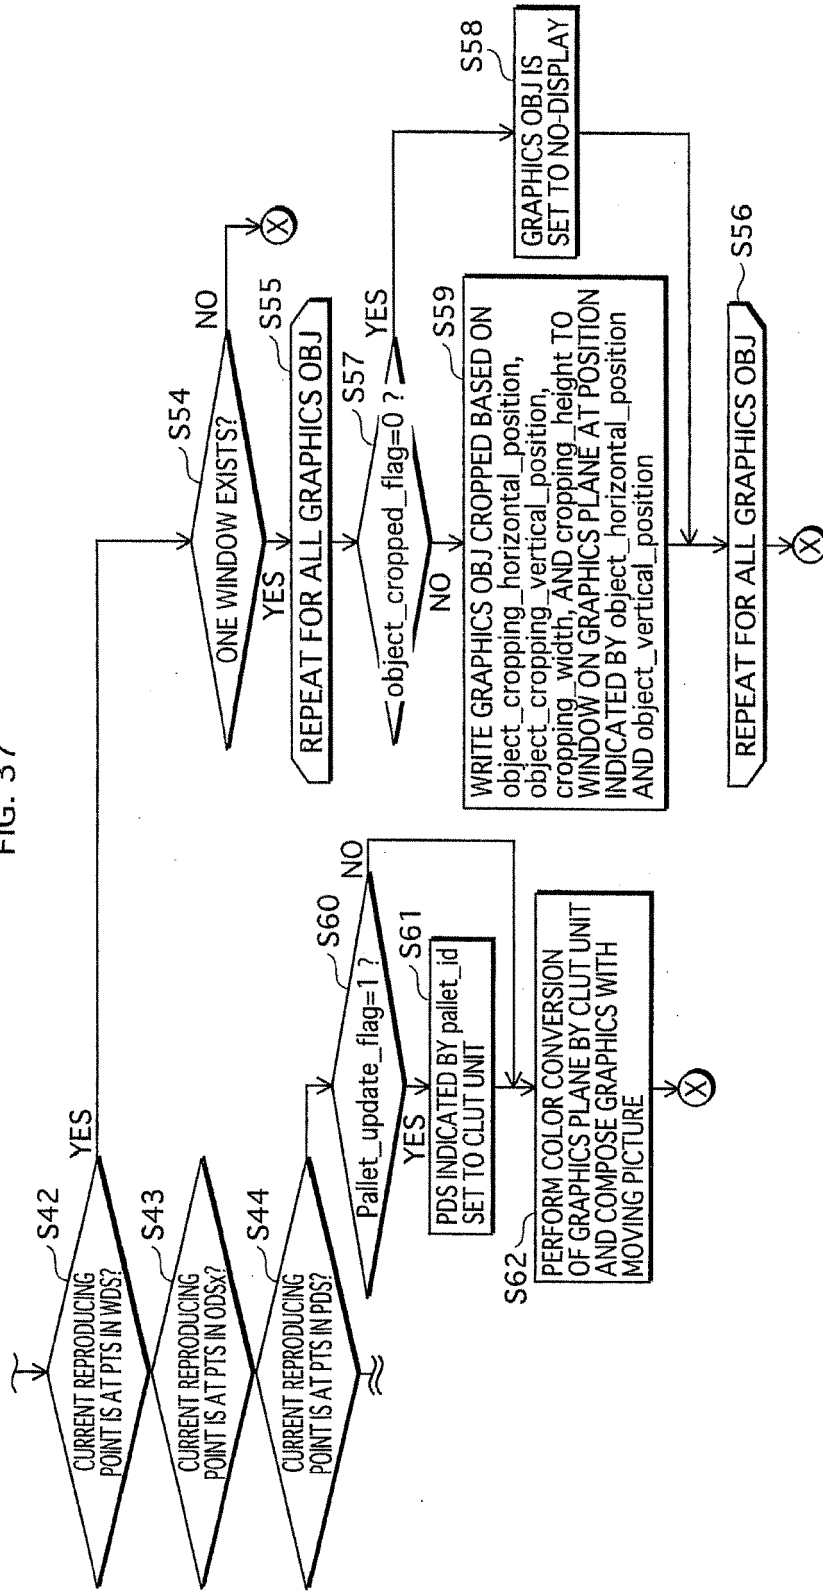 FIG. 37
S42
CURRENT REPRODUCING
POINT IS AT PTS IN WDS?
YES
S43
CURRENT REPRODUCING
POINT IS AT PTS IN ODSx?
S44
CURRENT REPRODUCING
POINT IS AT PTS IN PDS?
S60
Pallet_update_flag=1 ?
NO
YES
S61
PDS INDICATED BY pallet_id
SET TO CLUT UNIT
S62
PERFORM COLOR CONVERSION
OF GRAPHICS PLANE BY CLUT UNIT
AND COMPOSE GRAPHICS WITH
MOVING PICTURE
X
S54
ONE WINDOW EXISTS?
NO
X
YES
S55
REPEAT FOR ALL GRAPHICS OBJ
S57
object_cropped_flag=0 ?
YES
NO
S58
GRAPHICS OBJ IS
SET TO NO-DISPLAY
S59
WRITE GRAPHICS OBJ CROPPED BASED ON
object_cropping_horizontal_position,
object_cropping_vertical_position,
cropping_width, AND cropping_height TO
WINDOW ON GRAPHICS PLANE AT POSITION
INDICATED BY object_horizontal_position
AND object_vertical_position
S56
REPEAT FOR ALL GRAPHICS OBJ
X